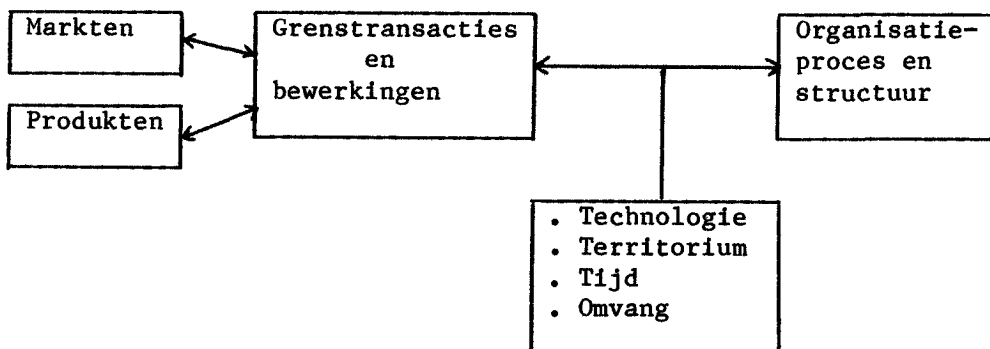 Markten
Produkten
Grenstransacties
en
bewerkingen
Organisatie-
proces en
structuur
. Technologie
. Territorium
. Tijd
. Omvang